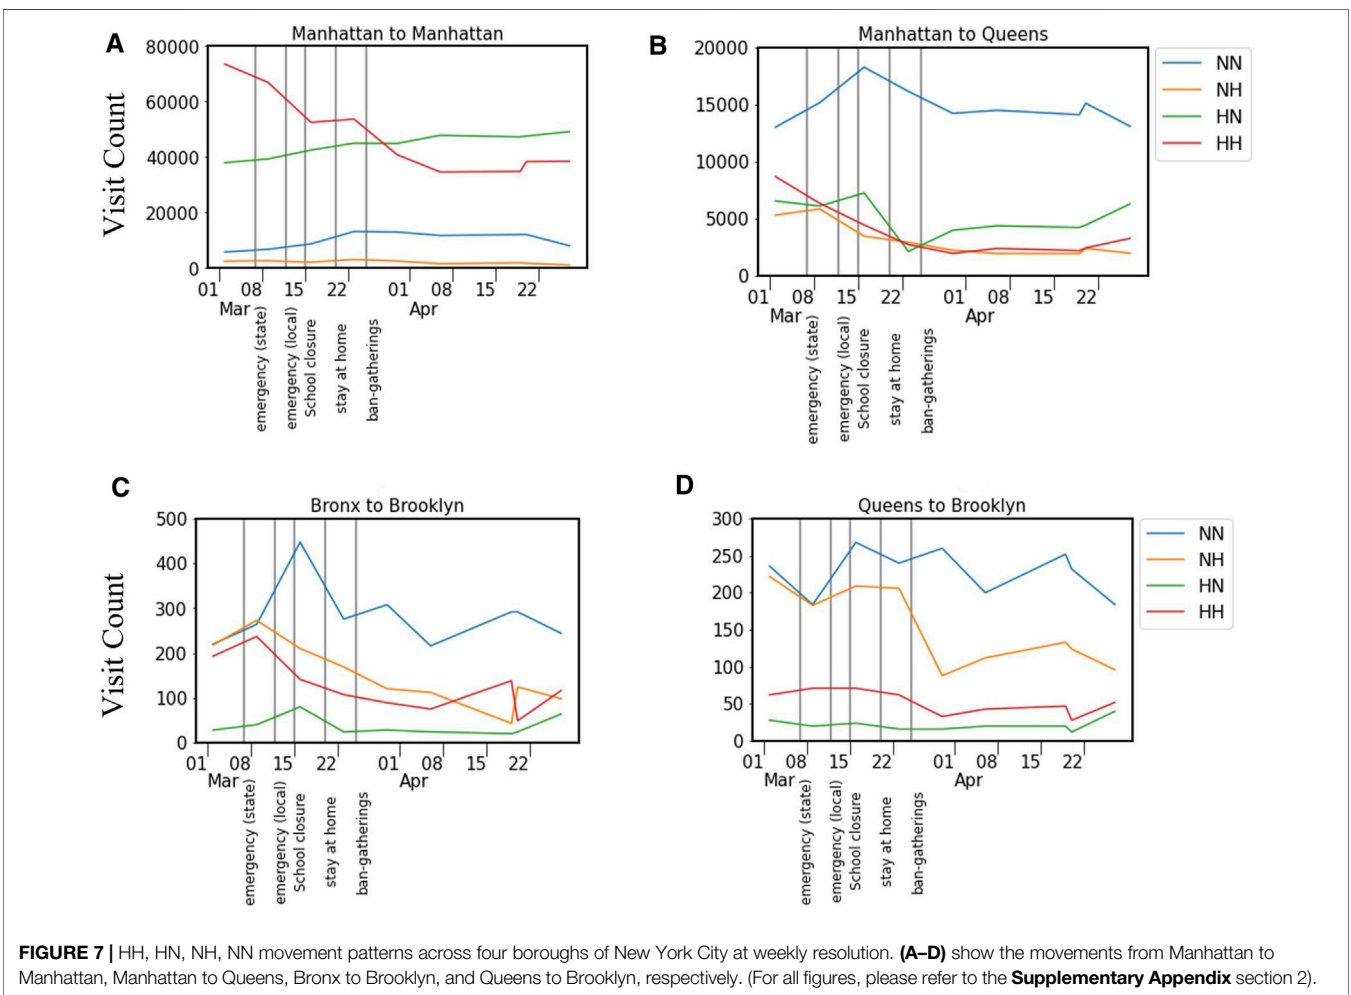 A
Manhattan to Manhattan
80000
60000
40000
20000
0
Visit Count
01 08 15 22 01 08 15 22
Mar Apr
emergency (state)
emergency (local)
School closure
stay at home
ban-gatherings
B
Manhattan to Queens
20000
15000
10000
5000
0
01 08 15 22 01 08 15 22
Mar Apr
emergency (state)
emergency (local)
School closure
stay at home
ban-gatherings
NN
NH
HN
HH
C
Bronx to Brooklyn
500
400
300
200
100
0
Visit Count
01 08 15 22 01 08 15 22
Mar Apr
emergency (state)
emergency (local)
School closure
stay at home
ban-gatherings
D
Queens to Brooklyn
300
250
200
150
100
50
0
01 08 15 22 01 08 15 22
Mar Apr
emergency (state)
emergency (local)
School closure
stay at home
ban-gatherings
NN
NH
HN
HH
FIGURE 7 | HH, HN, NH, NN movement patterns across four boroughs of New York City at weekly resolution. (A–D) show the movements from Manhattan to
Manhattan, Manhattan to Queens, Bronx to Brooklyn, and Queens to Brooklyn, respectively. (For all figures, please refer to the Supplementary Appendix section 2).